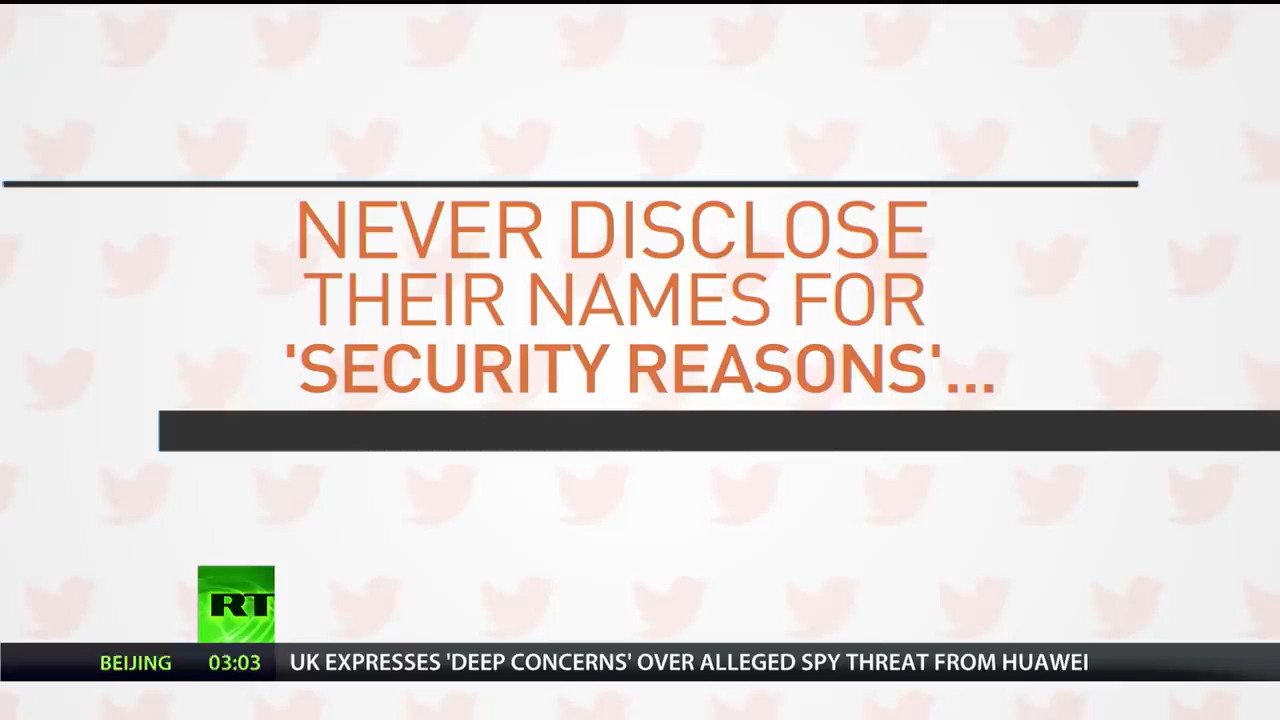 NEVER DISCLOSE
THEIR NAMES FOR
'SECURITY REASONS'...
RT
BEIJING 03:03 UK EXPRESSES 'DEEP CONCERNS' OVER ALLEGED SPY THREAT FROM HUAWEI